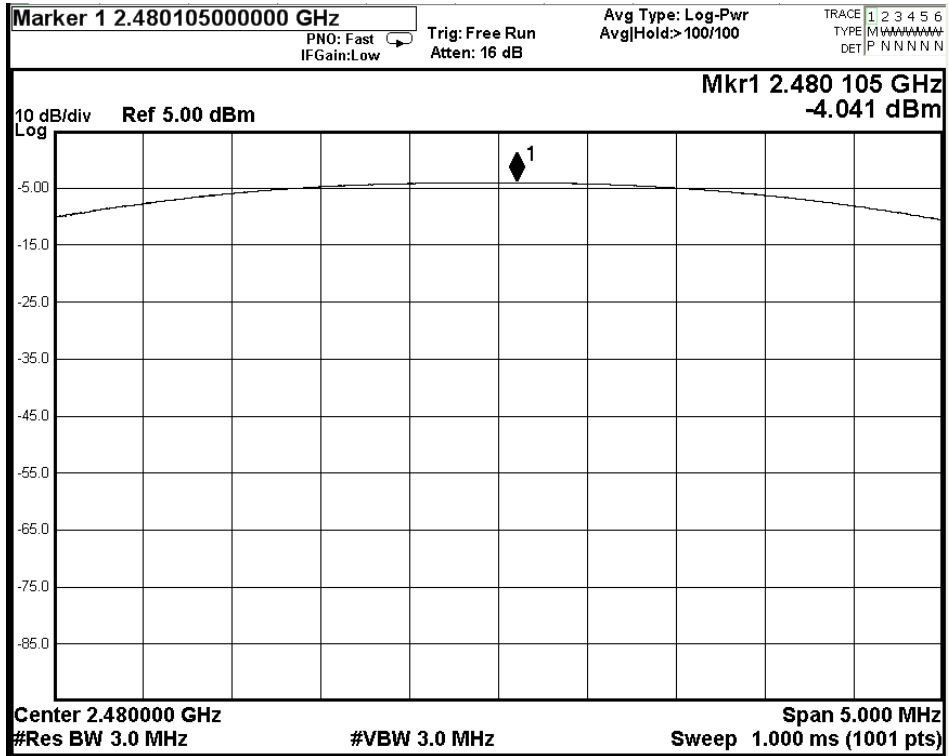 Marker 1 2.480105000000 GHz
PNO: Fast
IFGain:Low
Trig: Free Run
Atten: 16 dB
Avg Type: Log-Pwr
Avg|Hold:>100/100
TRACE 1 2 3 4 5 6
TYPE M WWWWW
DET P N N N N N
Mkr1 2.480 105 GHz
-4.041 dBm
10 dB/div Ref 5.00 dBm
Log
1
-5.00
-15.0
-25.0
-35.0
-45.0
-55.0
-65.0
-75.0
-85.0
Center 2.480000 GHz Span 5.000 MHz
#Res BW 3.0 MHz #VBW 3.0 MHz Sweep 1.000 ms (1001 pts)